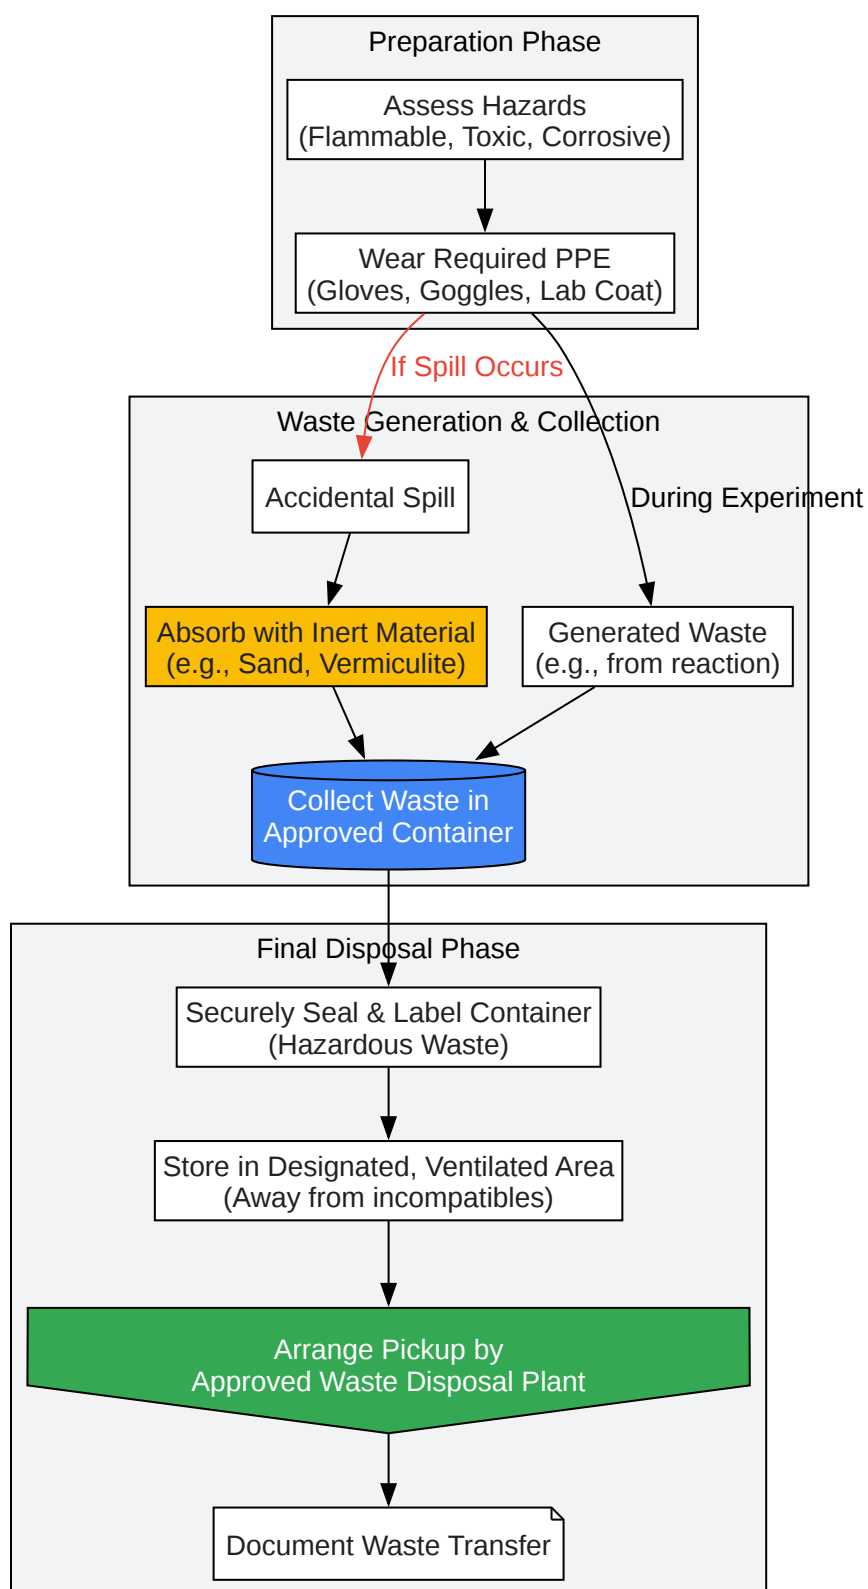 Preparation Phase
Assess Hazards
(Flammable, Toxic, Corrosive)
Wear Required PPE
(Gloves, Goggles, Lab Coat)
If Spill Occurs
Waste Generation & Collection
Accidental Spill
During Experiment
Absorb with Inert Material
(e.g., Sand, Vermiculite)
Generated Waste
(e.g., from reaction)
Collect Waste in
Approved Container
Final Disposal Phase
Securely Seal & Label Container
(Hazardous Waste)
Store in Designated, Ventilated Area
(Away from incompatibles)
Arrange Pickup by
Approved Waste Disposal Plant
Document Waste Transfer